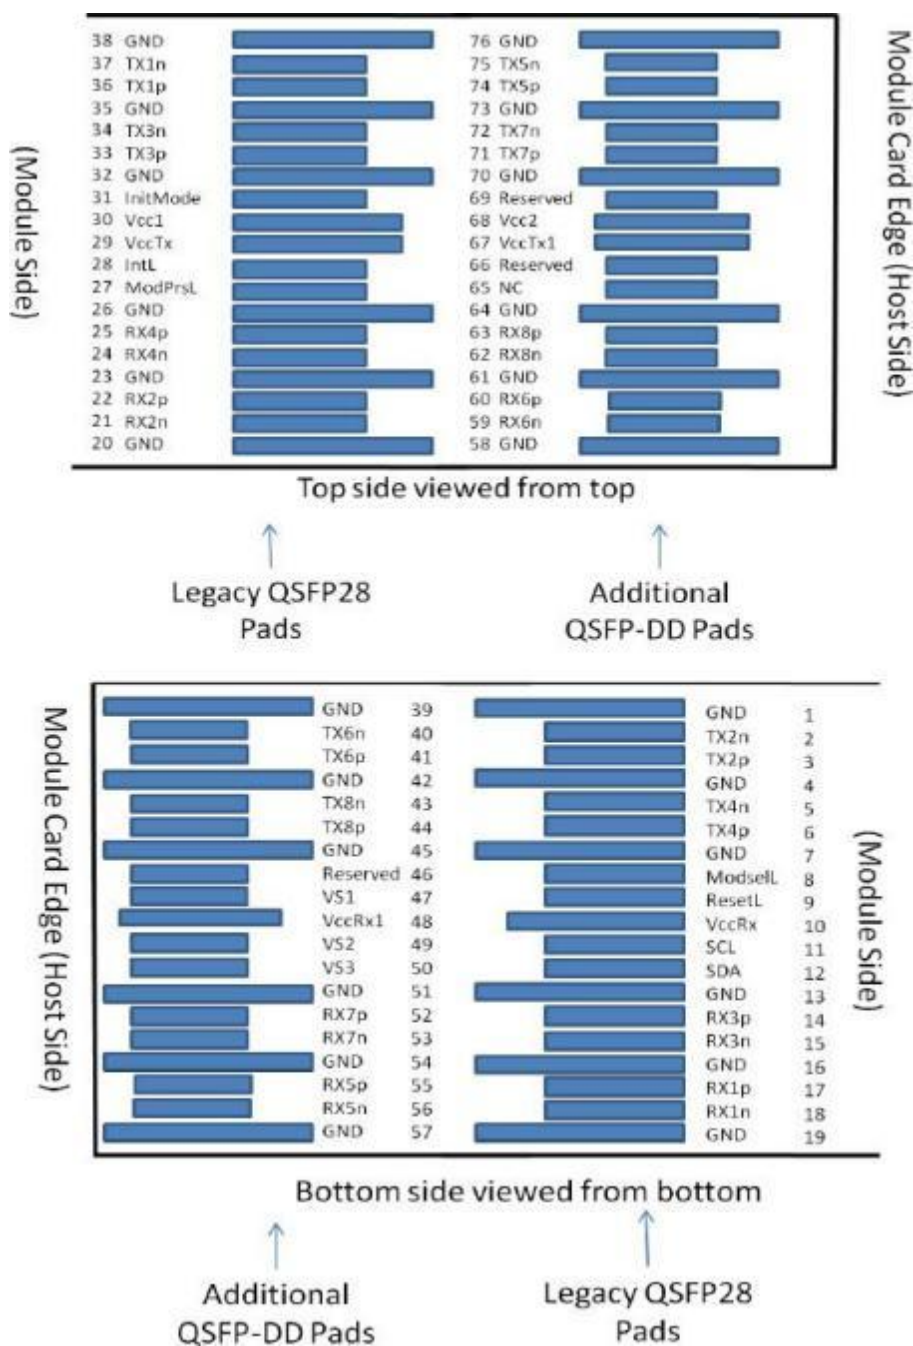 38 GND 76 GND
37 TX1n 75 TX5n
36 TX1p 74 TX5p
35 GND 73 GND
34 TX3n 72 TX7n
33 TX3p 71 TX7p
32 GND 70 GND
31 InitMode 69 Reserved
30 Vcc1 68 Vcc2
29 VccTx 67 VccTx1
28 IntL 66 Reserved
27 ModPrsL 65 NC
26 GND 64 GND
25 RX4p 63 RX8p
24 RX4n 62 RX8n
23 GND 61 GND
22 RX2p 60 RX6p
21 RX2n 59 RX6n
20 GND 58 GND
(Module Side)
Module Card Edge (Host Side)
Top side viewed from top
Legacy QSFP28
Pads
Additional
QSFP-DD Pads
Module Card Edge (Host Side)
GND 39 GND 1
TX6n 40 TX2n 2
TX6p 41 TX2p 3
GND 42 GND 4
TX8n 43 TX4n 5
TX8p 44 TX4p 6
GND 45 GND 7
Reserved 46 ModselL 8
VS1 47 ResetL 9
VccRx1 48 VccRx 10
VS2 49 SCL 11
VS3 50 SDA 12
GND 51 GND 13
RX7p 52 RX3p 14
RX7n 53 RX3n 15
GND 54 GND 16
RX5p 55 RX1p 17
RX5n 56 RX1n 18
GND 57 GND 19
(Module Side)
Bottom side viewed from bottom
Additional
QSFP-DD Pads
Legacy QSFP28
Pads